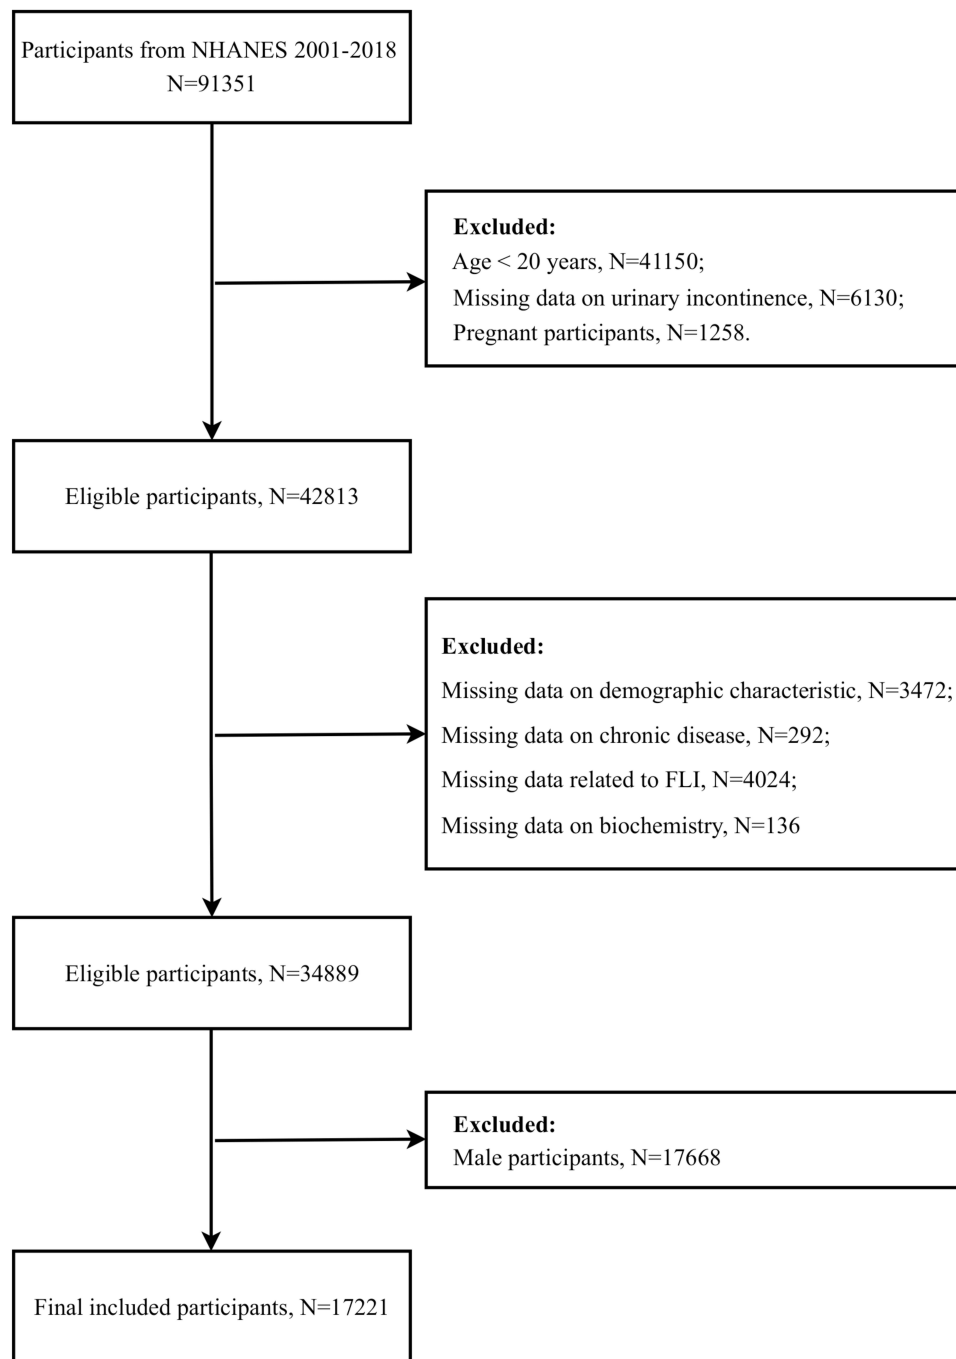 Participants from NHANES 2001-2018
N=91351
Excluded:
Age < 20 years, N=41150;
Missing data on urinary incontinence, N=6130;
Pregnant participants, N=1258.
Eligible participants, N=42813
Excluded:
Missing data on demographic characteristic, N=3472;
Missing data on chronic disease, N=292;
Missing data related to FLI, N=4024;
Missing data on biochemistry, N=136
Eligible participants, N=34889
Excluded:
Male participants, N=17668
Final included participants, N=17221